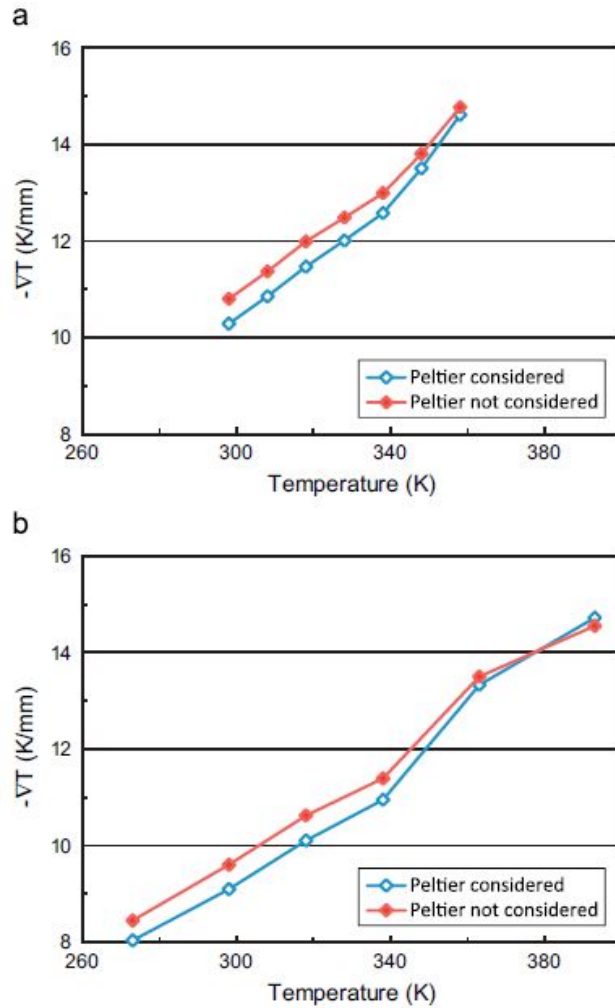 a
16
14
12
10
8
-∇T (K/mm)
Peltier considered
Peltier not considered
260 300 340 380
Temperature (K)
b
16
14
12
10
8
-∇T (K/mm)
Peltier considered
Peltier not considered
260 300 340 380
Temperature (K)